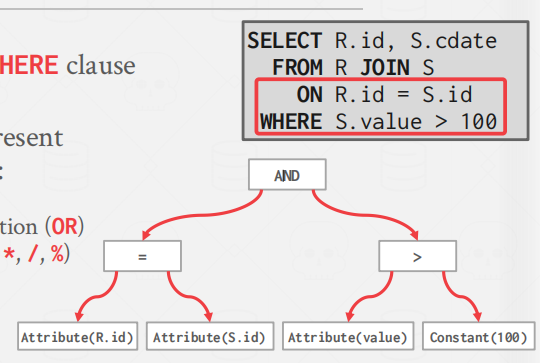 SELECT R.id, S.cdate
FROM R JOIN S
ON R.id = S.id
WHERE S.value > 100
HERE clause
resent
:
tion (OR)
*, /, %)
AND
= >
Attribute(R.id) Attribute(S.id) Attribute(value) Constant(100)